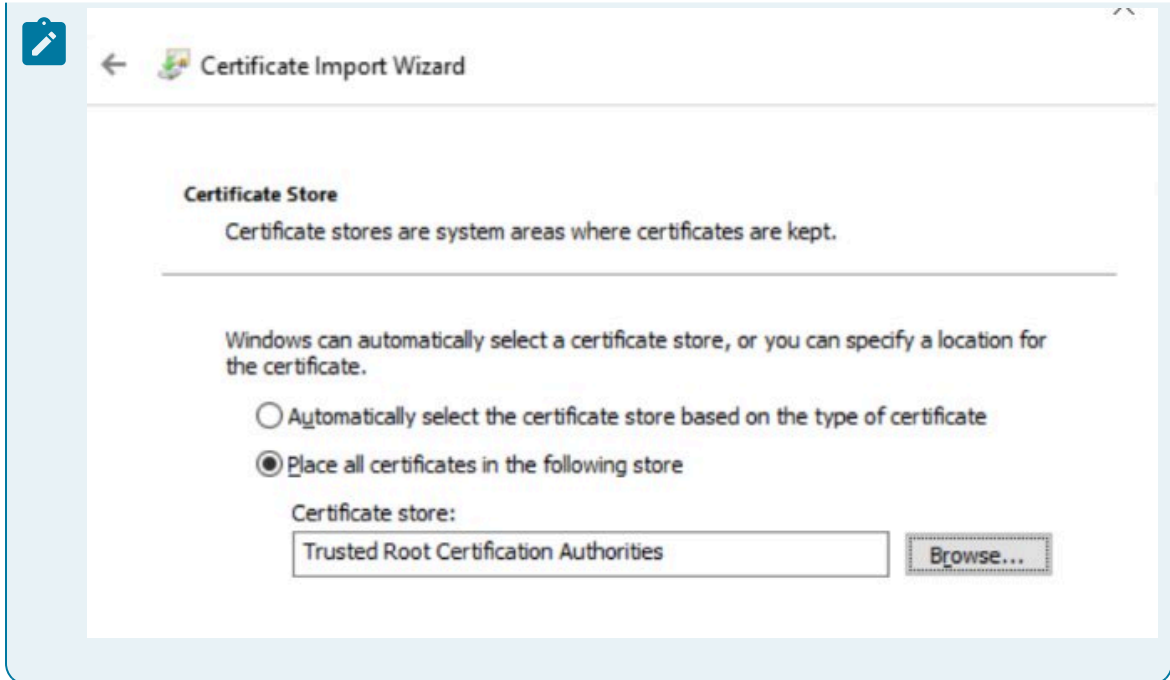 Certificate Import Wizard
Certificate Store
Certificate stores are system areas where certificates are kept.
Windows can automatically select a certificate store, or you can specify a location for
the certificate.
Automatically select the certificate store based on the type of certificate
Place all certificates in the following store
Certificate store:
Trusted Root Certification Authorities
Browse...